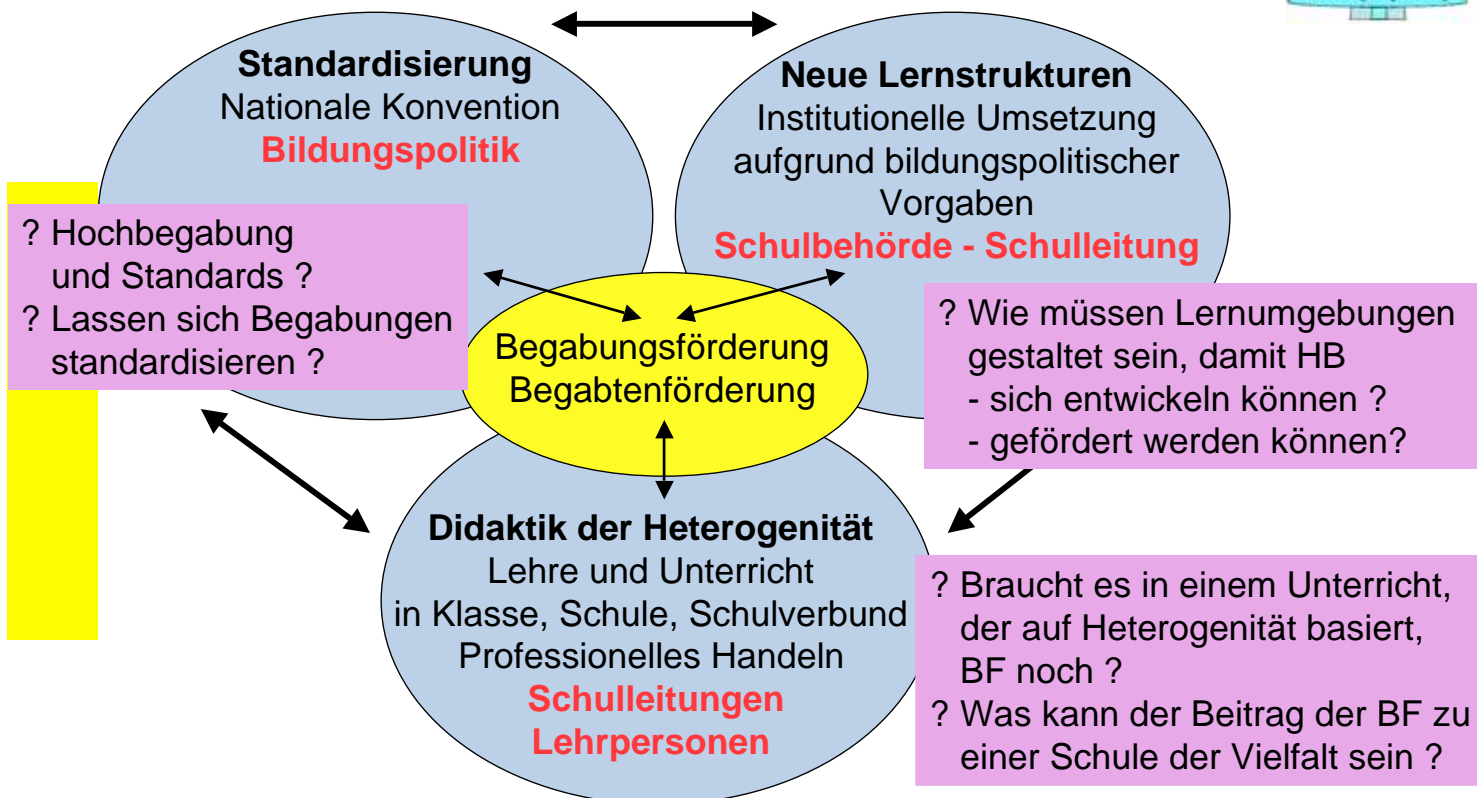 Standardisierung
Nationale Konvention
Bildungspolitik
Neue Lernstrukturen
Institutionelle Umsetzung
aufgrund bildungspolitischer
Vorgaben
Schulbehörde - Schulleitung
? Hochbegabung
und Standards ?
? Lassen sich Begabungen
standardisieren ?
Begabungsförderung
Begabtenförderung
? Wie müssen Lernumgebungen
gestaltet sein, damit HB
- sich entwickeln können ?
- gefördert werden können?
Didaktik der Heterogenität
Lehre und Unterricht
in Klasse, Schule, Schulverbund
Professionelles Handeln
Schulleitungen
Lehrpersonen
? Braucht es in einem Unterricht,
der auf Heterogenität basiert,
BF noch ?
? Was kann der Beitrag der BF zu
einer Schule der Vielfalt sein ?